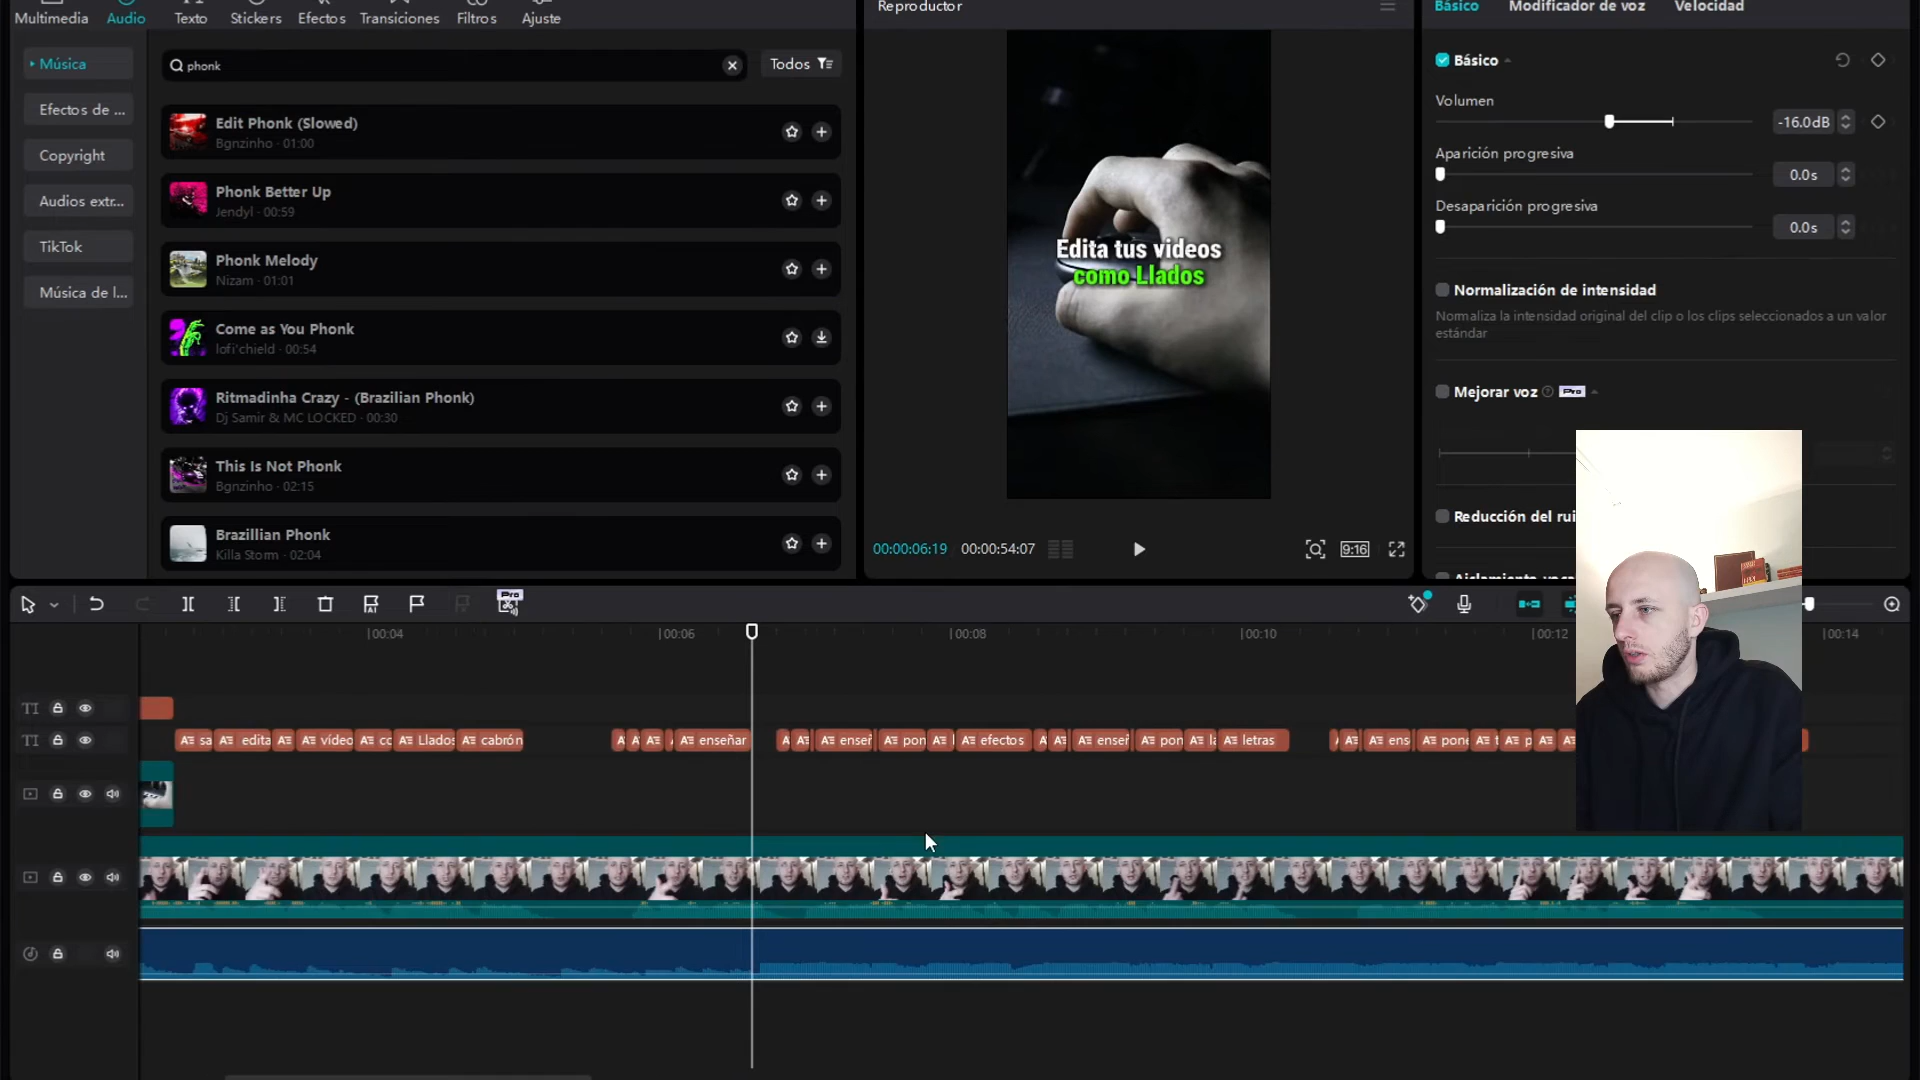 Multimedia
Audio
Texto
Stickers
Efectos
Transiciones
Filtros
Ajuste
Música
Efectos de ...
Copyright
Audios extr...
TikTok
Música de l...
phonk
Todos
Edit Phonk (Slowed)
Bgnzinho · 01:00
Phonk Better Up
Jendyl · 00:59
Phonk Melody
Nizam · 01:01
Come as You Phonk
lofi'chield · 00:54
Ritmadinha Crazy - (Brazilian Phonk)
Dj Samir & MC LOCKED · 00:30
This Is Not Phonk
Bgnzinho · 02:15
Brazillian Phonk
Killa Storm · 02:04
Reproductor
Edita tus videos
como Llados
00:00:06:19 00:00:54:07
9:16
Básico
Modificador de voz
Velocidad
Básico
Volumen
-16.0dB
Aparición progresiva
0.0s
Desaparición progresiva
0.0s
Normalización de intensidad
Normaliza la intensidad original del clip o los clips seleccionados a un valor
estándar
Mejorar voz
Pro
Reducción del rui
Pro
00:04
00:06
00:08
00:10
00:12
00:14
sa
edita
vídeo
cc
Llados
cabrón
enseñar
enseñ
pon
efectos
enseñ
pon
la
letras
ens
pone
t
p